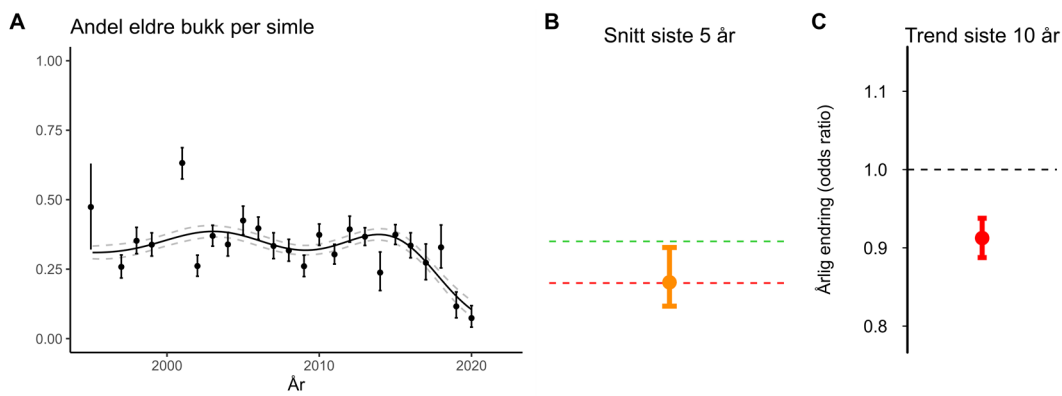 A
Andel eldre bukk per simle
1.00
0.75
0.50
0.25
0.00
2000
2010
2020
År
B
Snitt siste 5 år
C
Trend siste 10 år
Årlig endring (odds ratio)
1.1
1.0
0.9
0.8